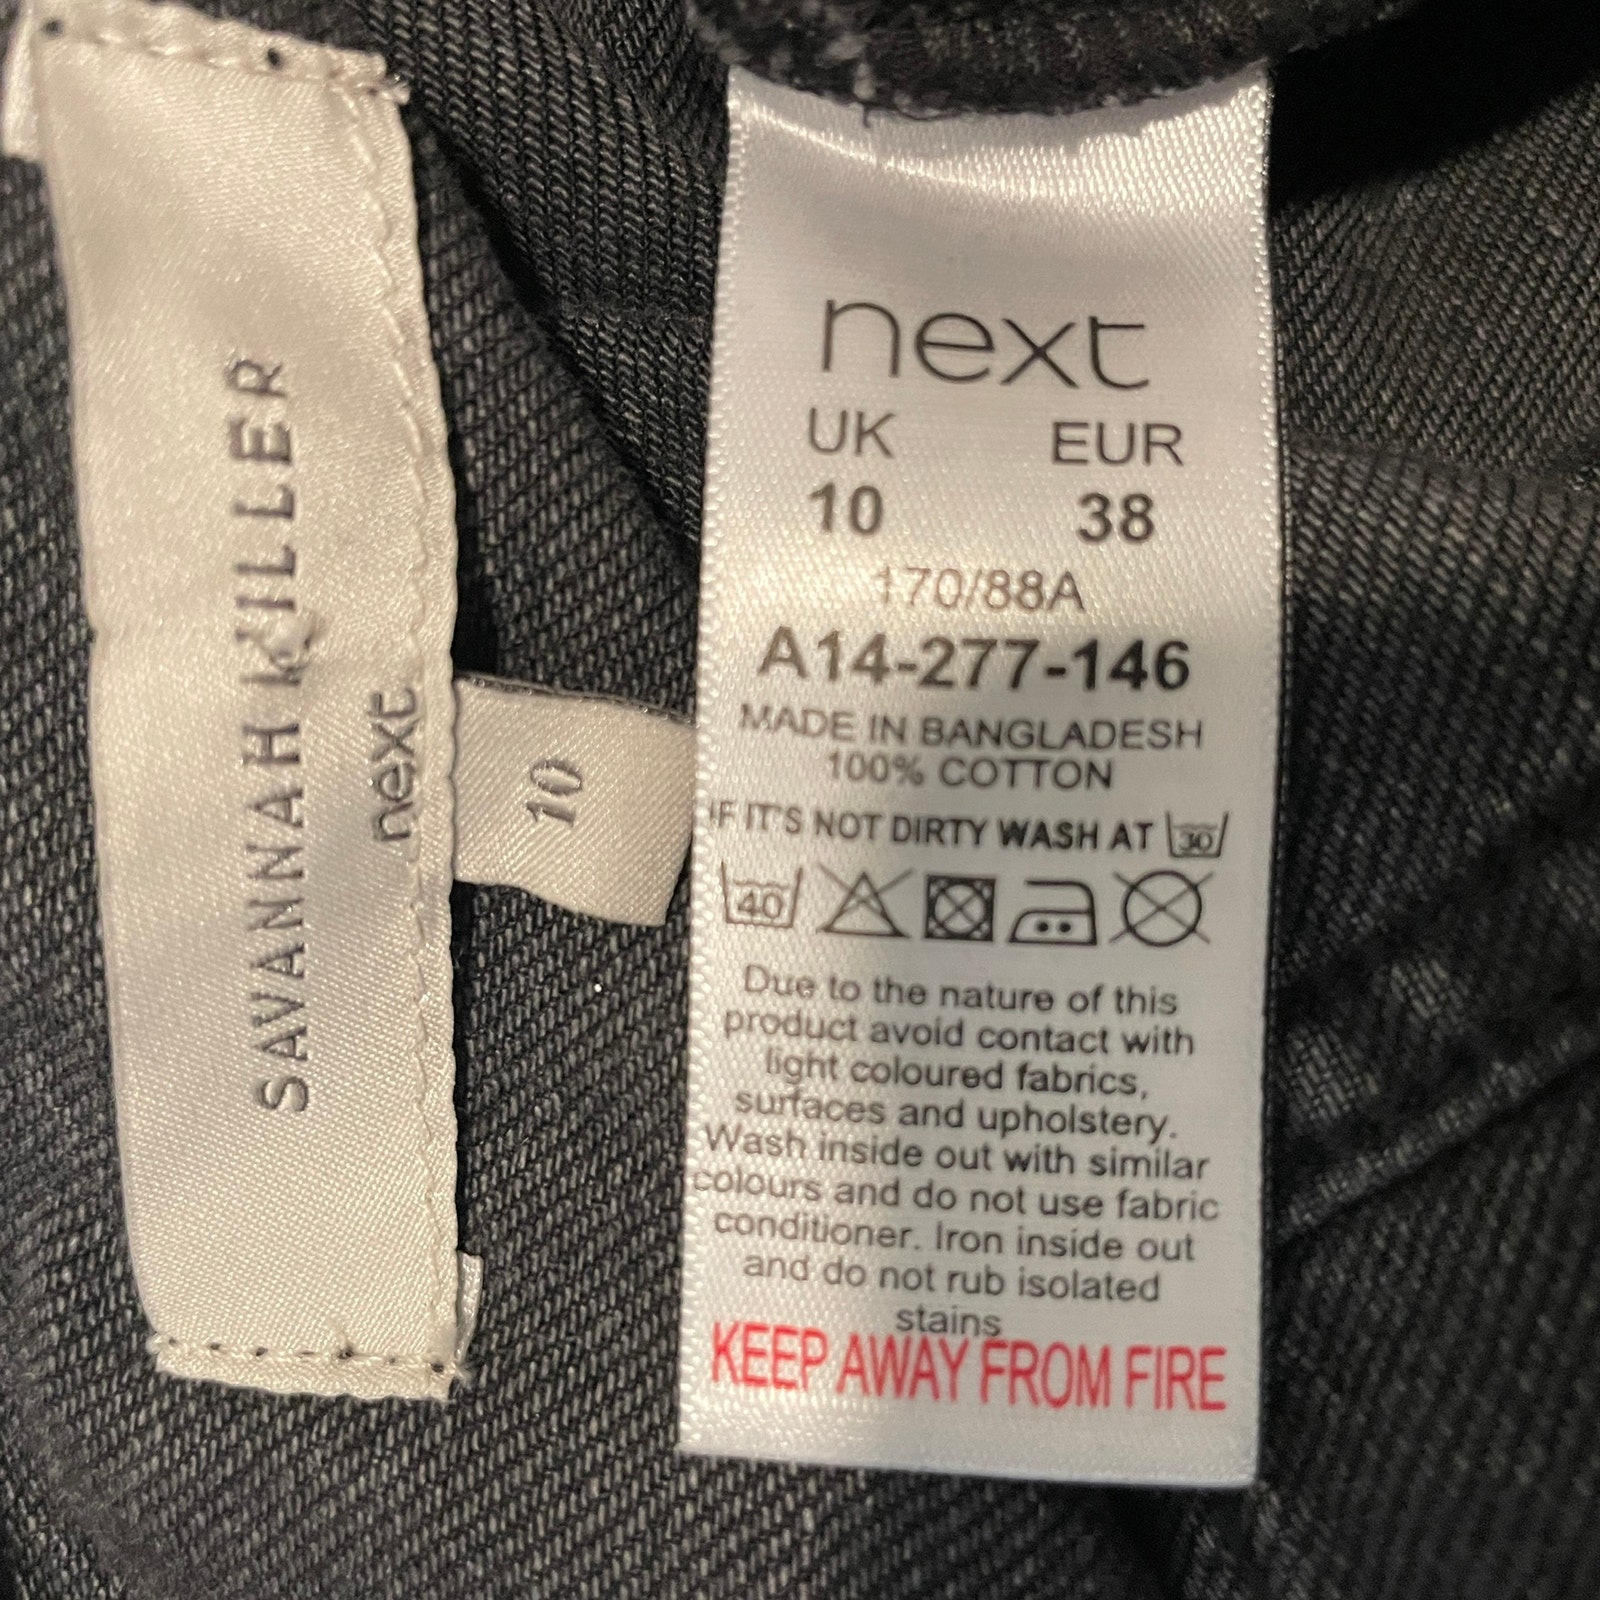 SAVANNAH KILLER
next
10
next
UK EUR
10 38
170/88A
A14-277-146
MADE IN BANGLADESH
100% COTTON
IF IT'S NOT DIRTY WASH AT 30
40
Due to the nature of this
product avoid contact with
light coloured fabrics,
surfaces and upholstery.
Wash inside out with similar
colours and do not use fabric
conditioner. Iron inside out
and do not rub isolated
stains
KEEP AWAY FROM FIRE